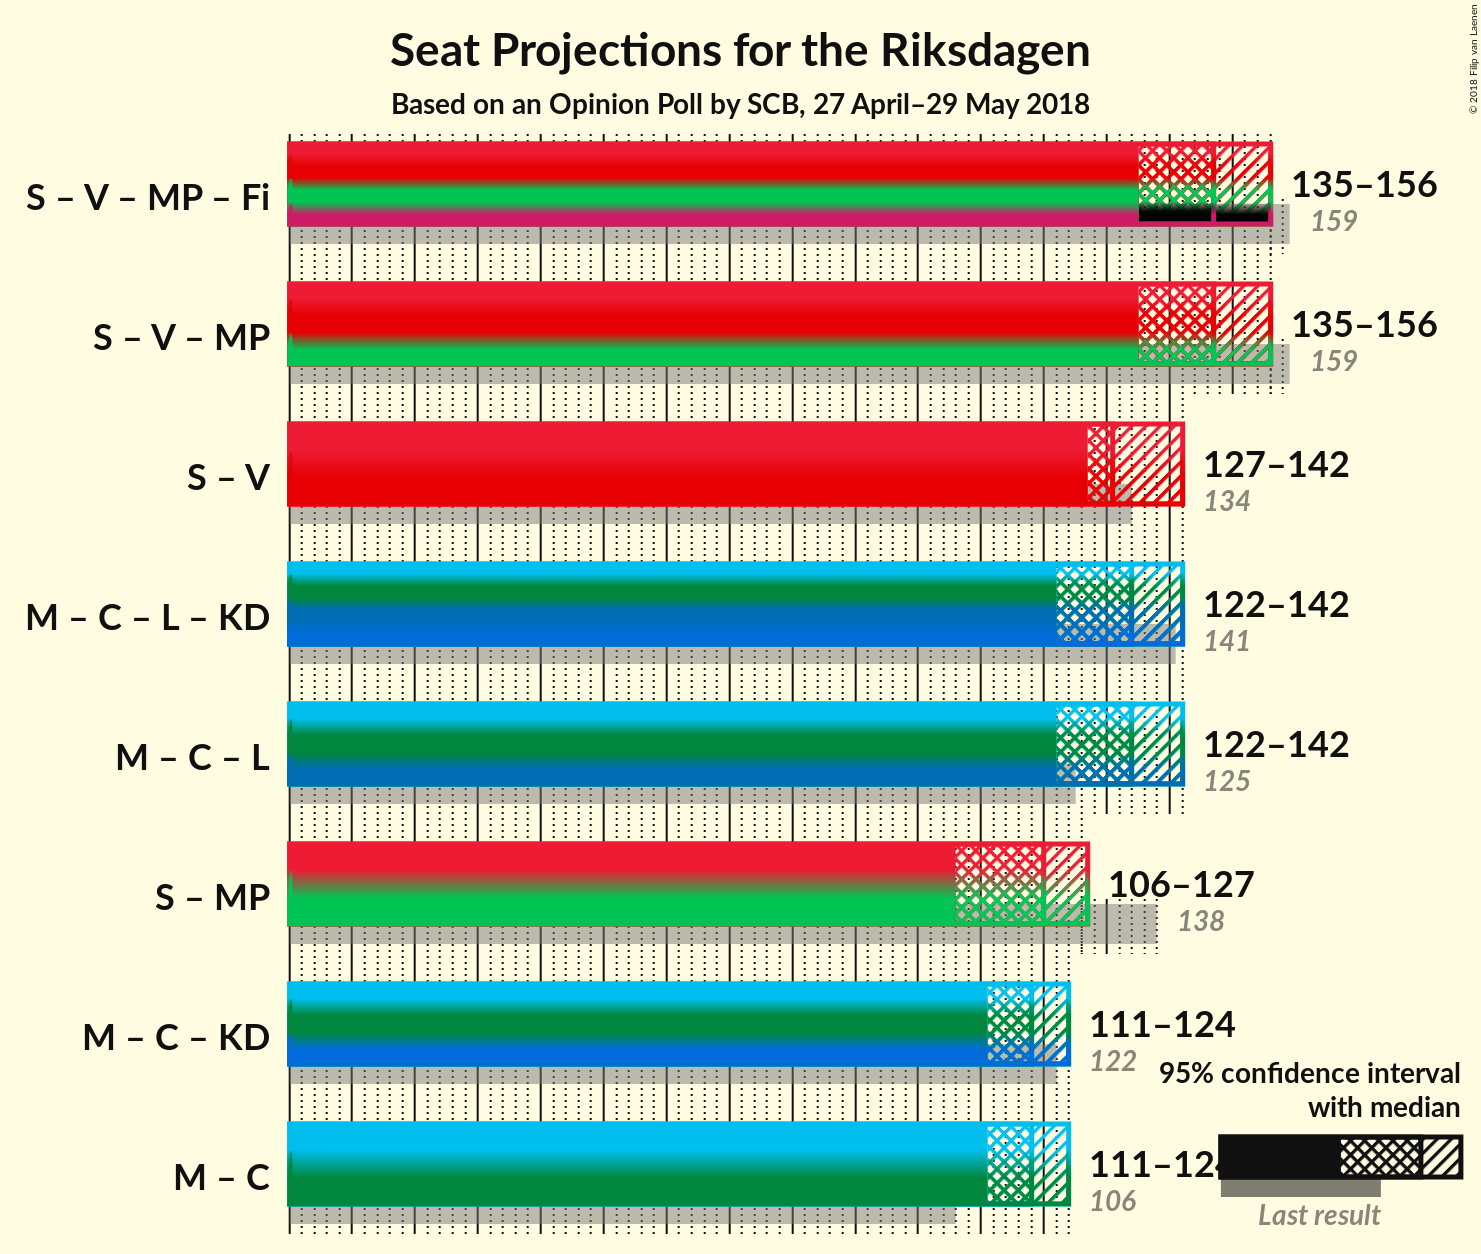 Seat Projections for the Riksdagen
Based on an Opinion Poll by SCB, 27 April–29 May 2018
© 2018 Filip van Laenen
S – V – MP – Fi
135–156
159
S – V – MP
135–156
159
S – V
127–142
134
M – C – L – KD
122–142
141
M – C – L
122–142
125
S – MP
106–127
138
M – C – KD
111–124
122
M – C
111–124
106
95% confidence interval
with median
Last result